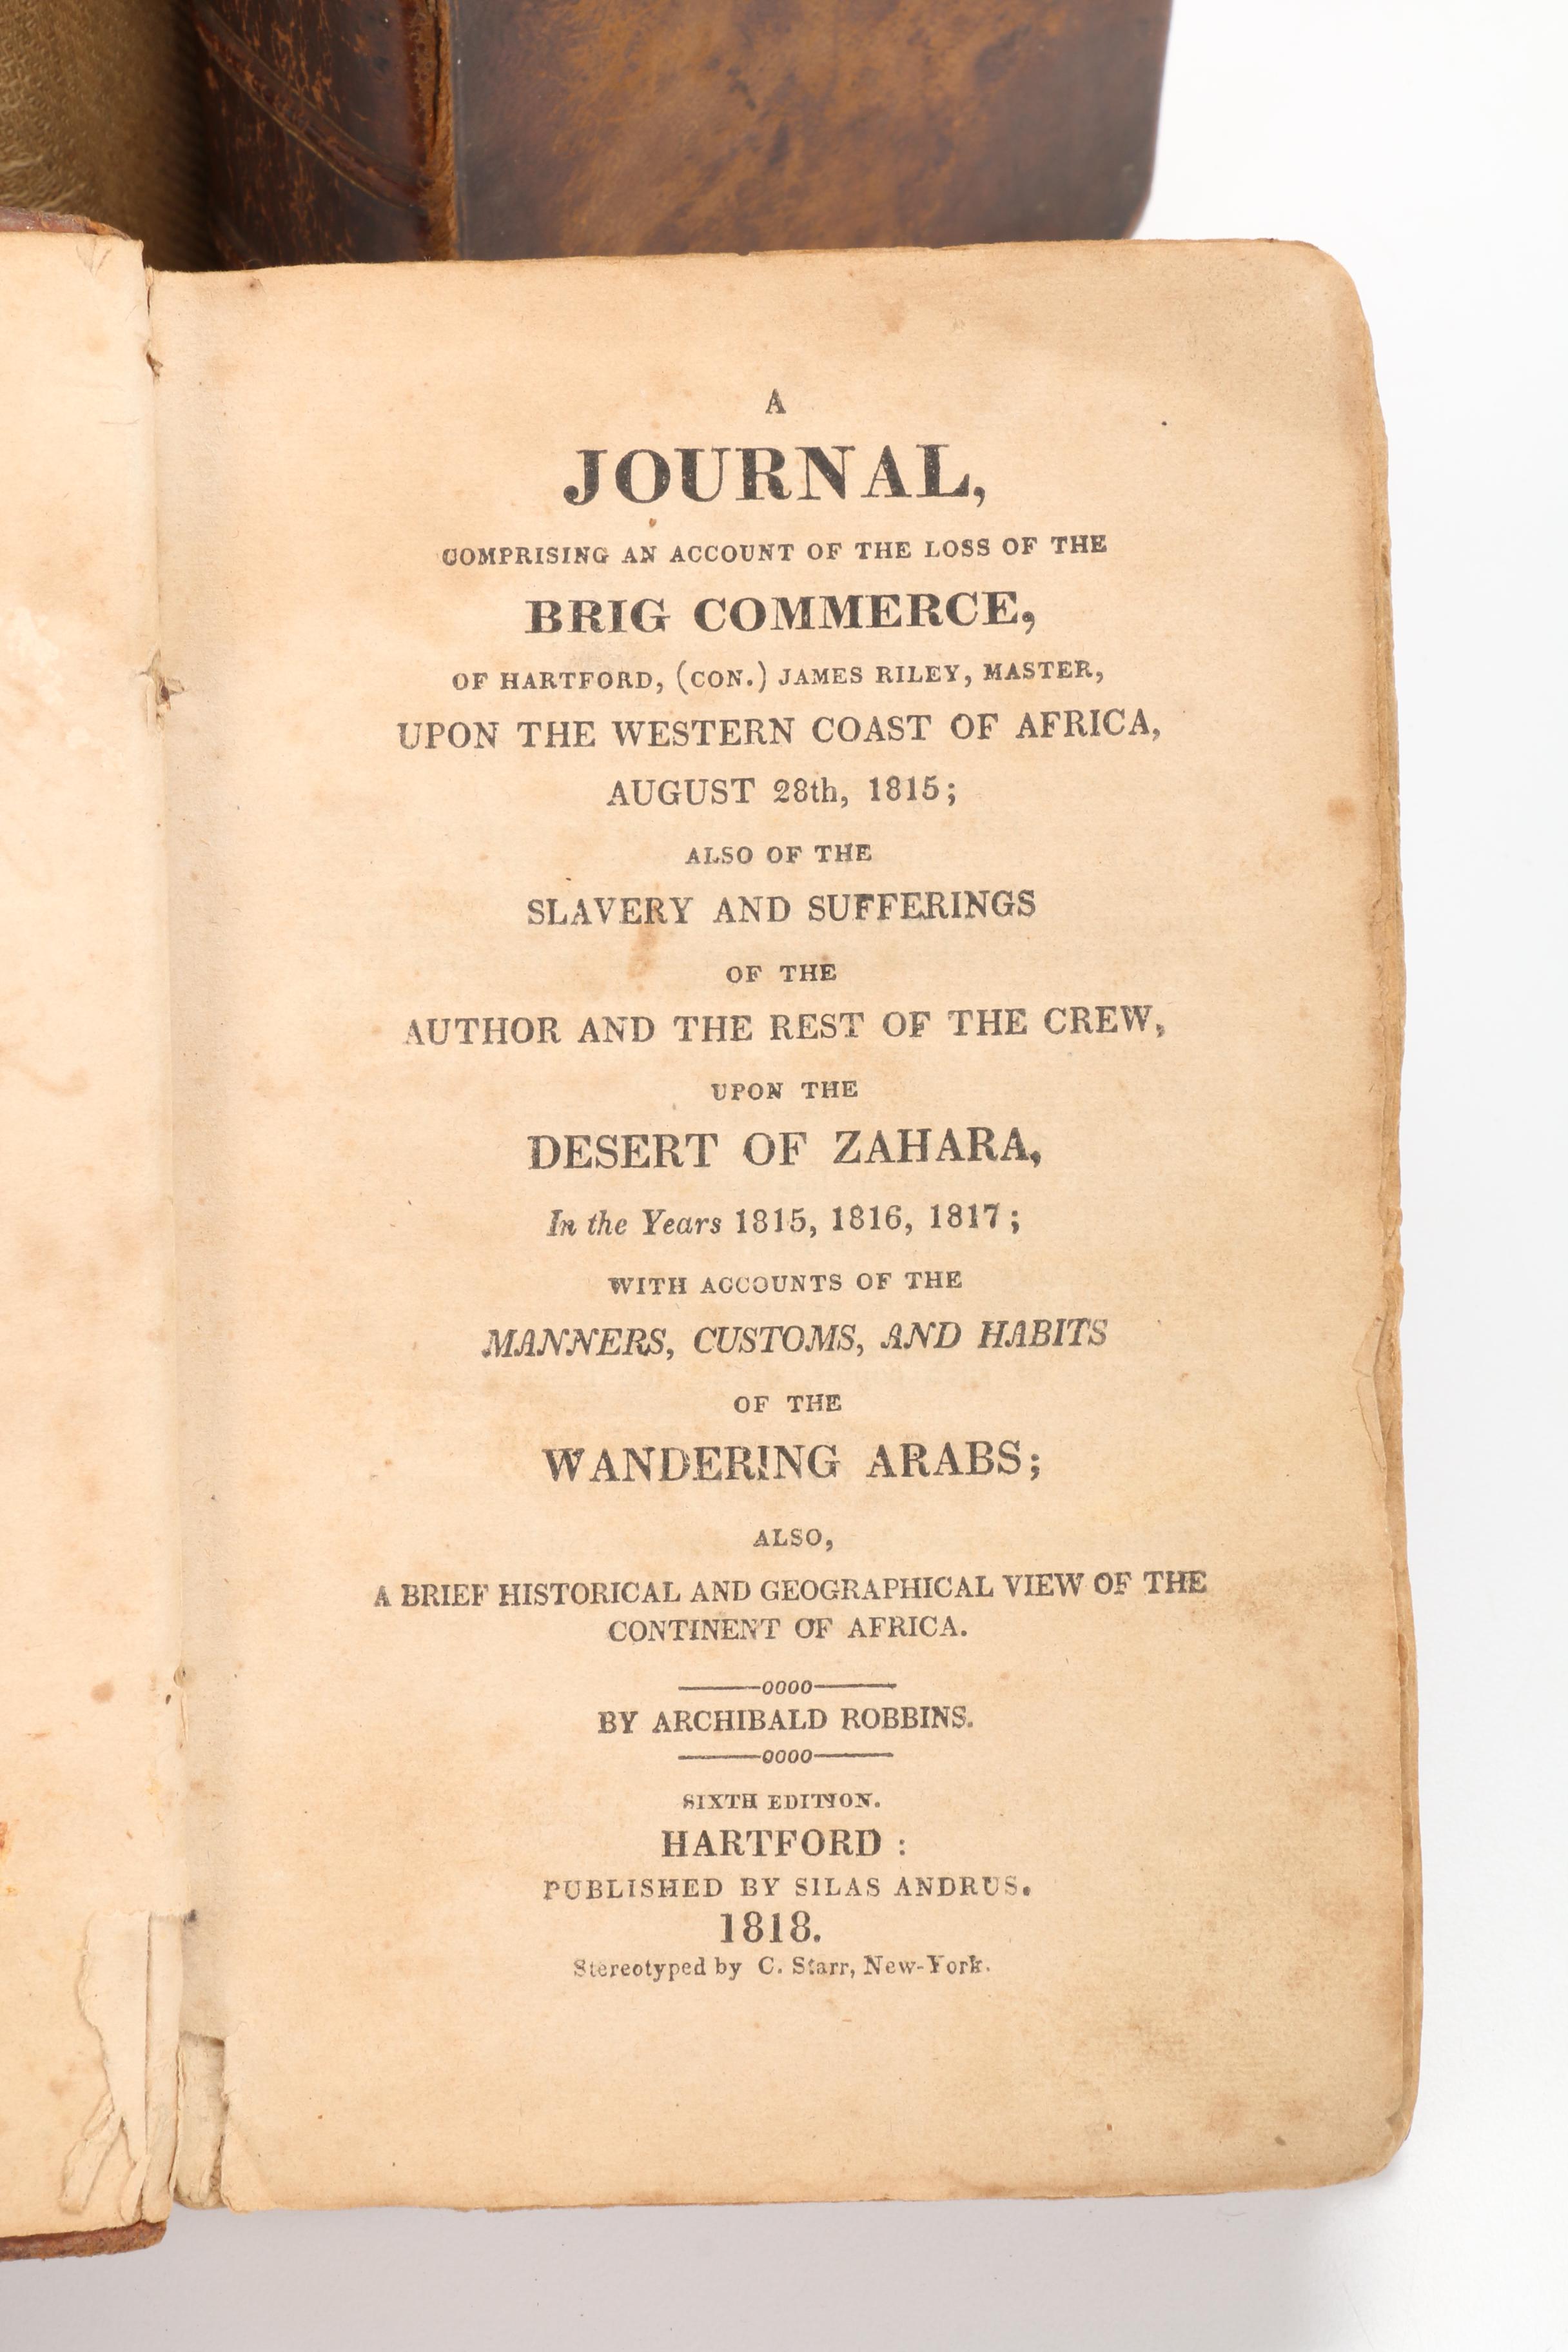 A
JOURNAL,
COMPRISING AN ACCOUNT OF THE LOSS OF THE
BRIG COMMERCE,
OF HARTFORD, (CON.) JAMES RILEY, MASTER,
UPON THE WESTERN COAST OF AFRICA,
AUGUST 28th, 1815;
ALSO OF THE
SLAVERY AND SUFFERINGS
OF THE
AUTHOR AND THE REST OF THE CREW,
UPON THE
DESERT OF ZAHARA,
In the Years 1815, 1816, 1817;
WITH ACCOUNTS OF THE
MANNERS, CUSTOMS, AND HABITS
OF THE
WANDERING ARABS;
ALSO,
A BRIEF HISTORICAL AND GEOGRAPHICAL VIEW OF THE
CONTINENT OF AFRICA.
BY ARCHIBALD ROBBINS.
SIXTH EDITION.
HARTFORD:
PUBLISHED BY SILAS ANDRUS.
1818.
Stereotyped by C. Starr, New-York.